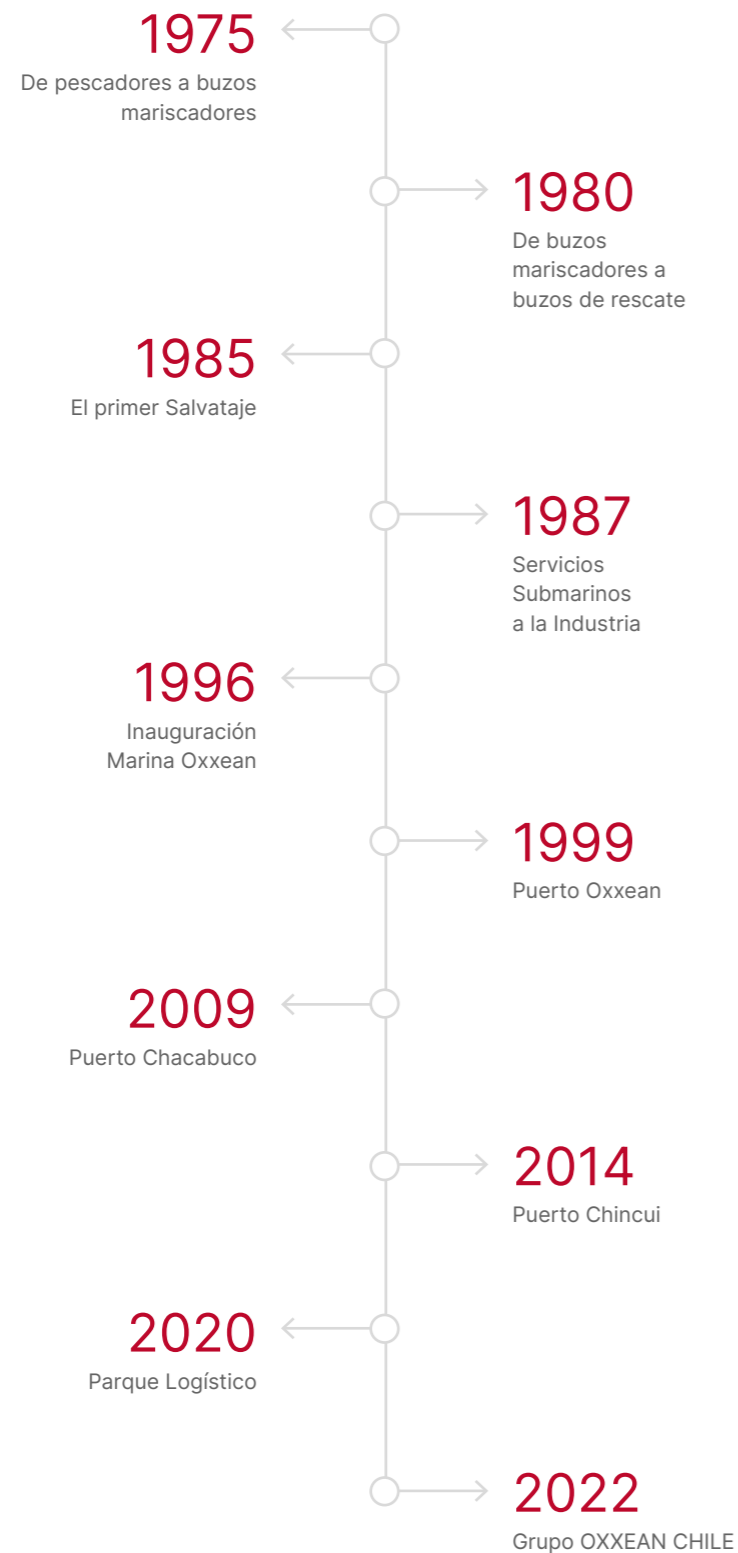 1975
De pescadores a buzos
mariscadores
1980
De buzos
mariscadores a
buzos de rescate
1985
El primer Salvataje
1987
Servicios
Submarinos
a la Industria
1996
Inauguración
Marina Oxxean
1999
Puerto Oxxean
2009
Puerto Chacabuco
2014
Puerto Chincui
2020
Parque Logístico
2022
Grupo OXXEAN CHILE